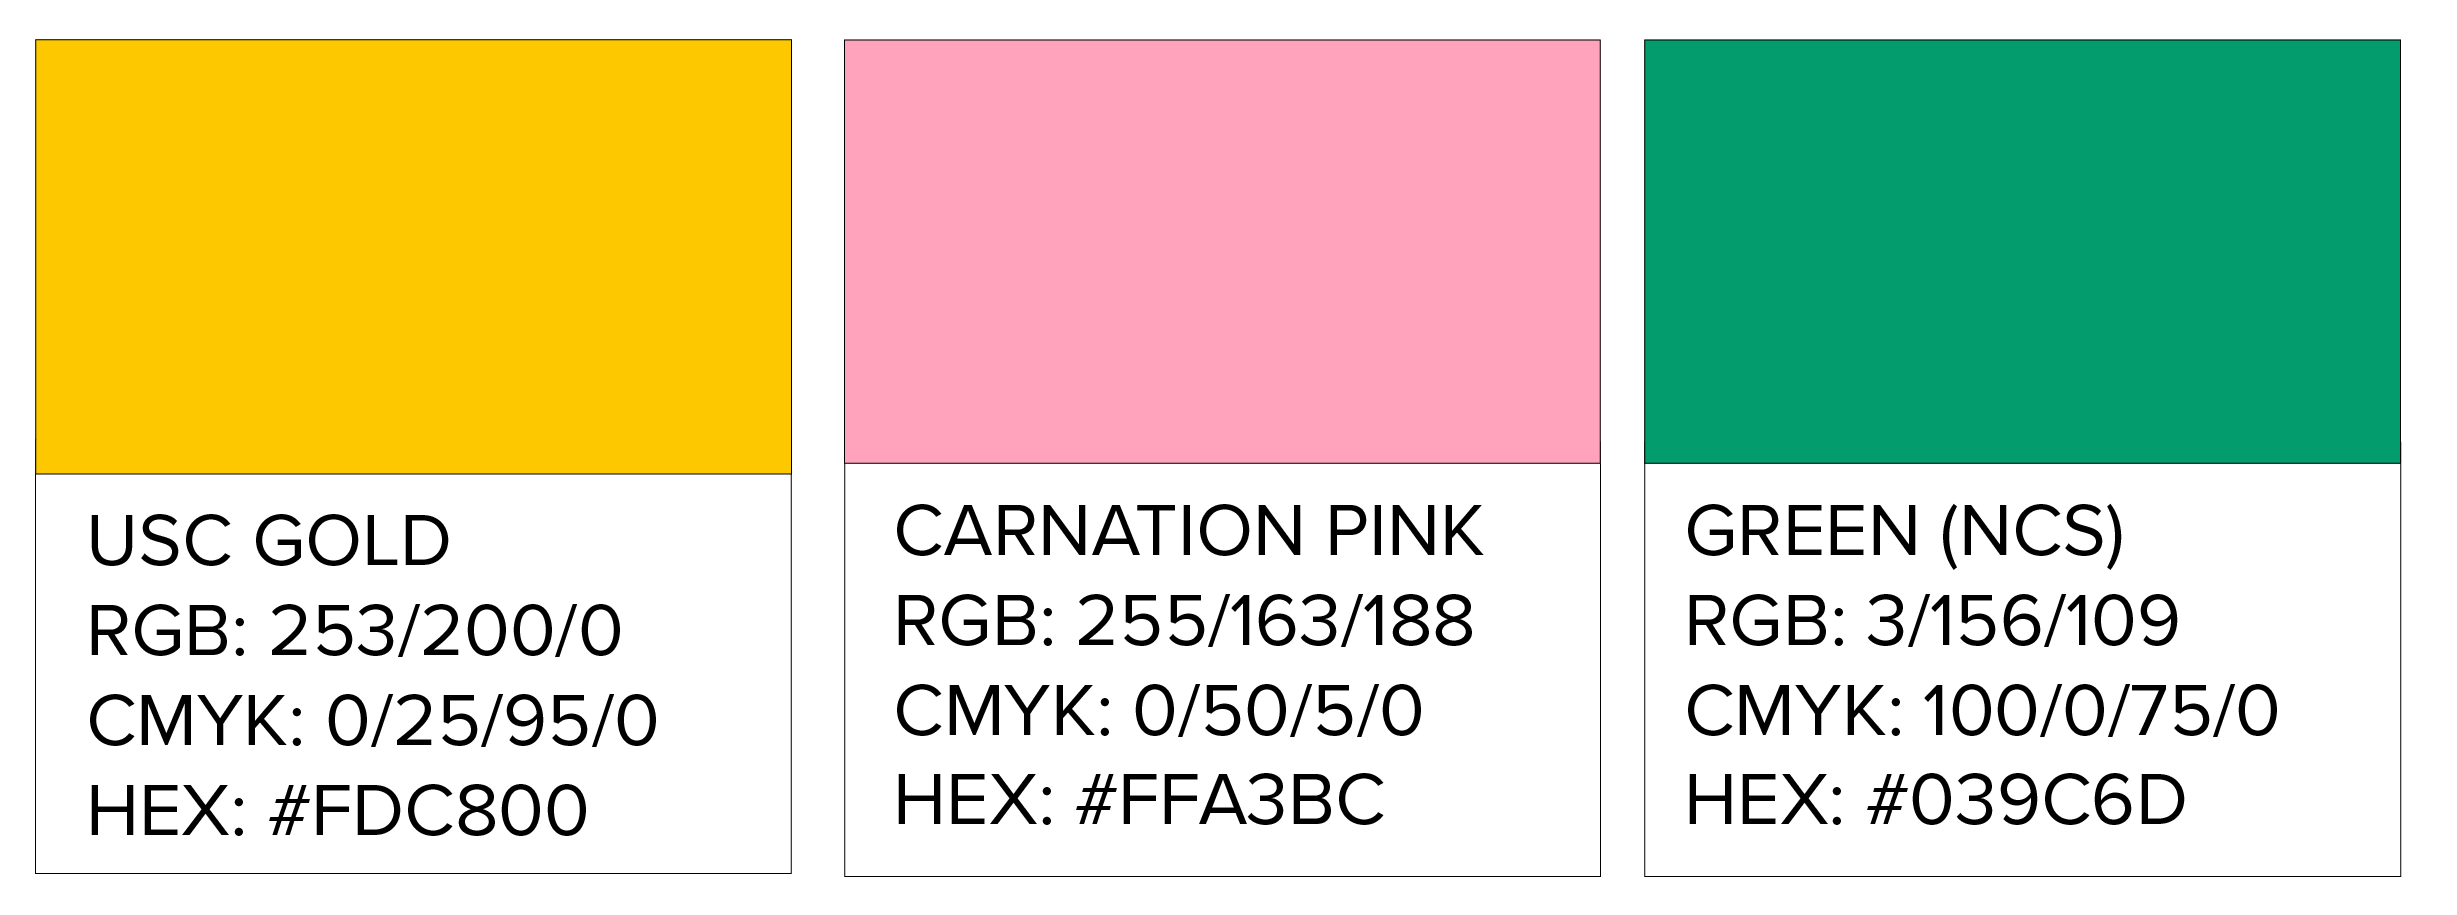 USC GOLD
RGB: 253/200/0
CMYK: 0/25/95/0
HEX: #FDC800
CARNATION PINK
RGB: 255/163/188
CMYK: 0/50/5/0
HEX: #FFA3BC
GREEN (NCS)
RGB: 3/156/109
CMYK: 100/0/75/0
HEX: #039C6D